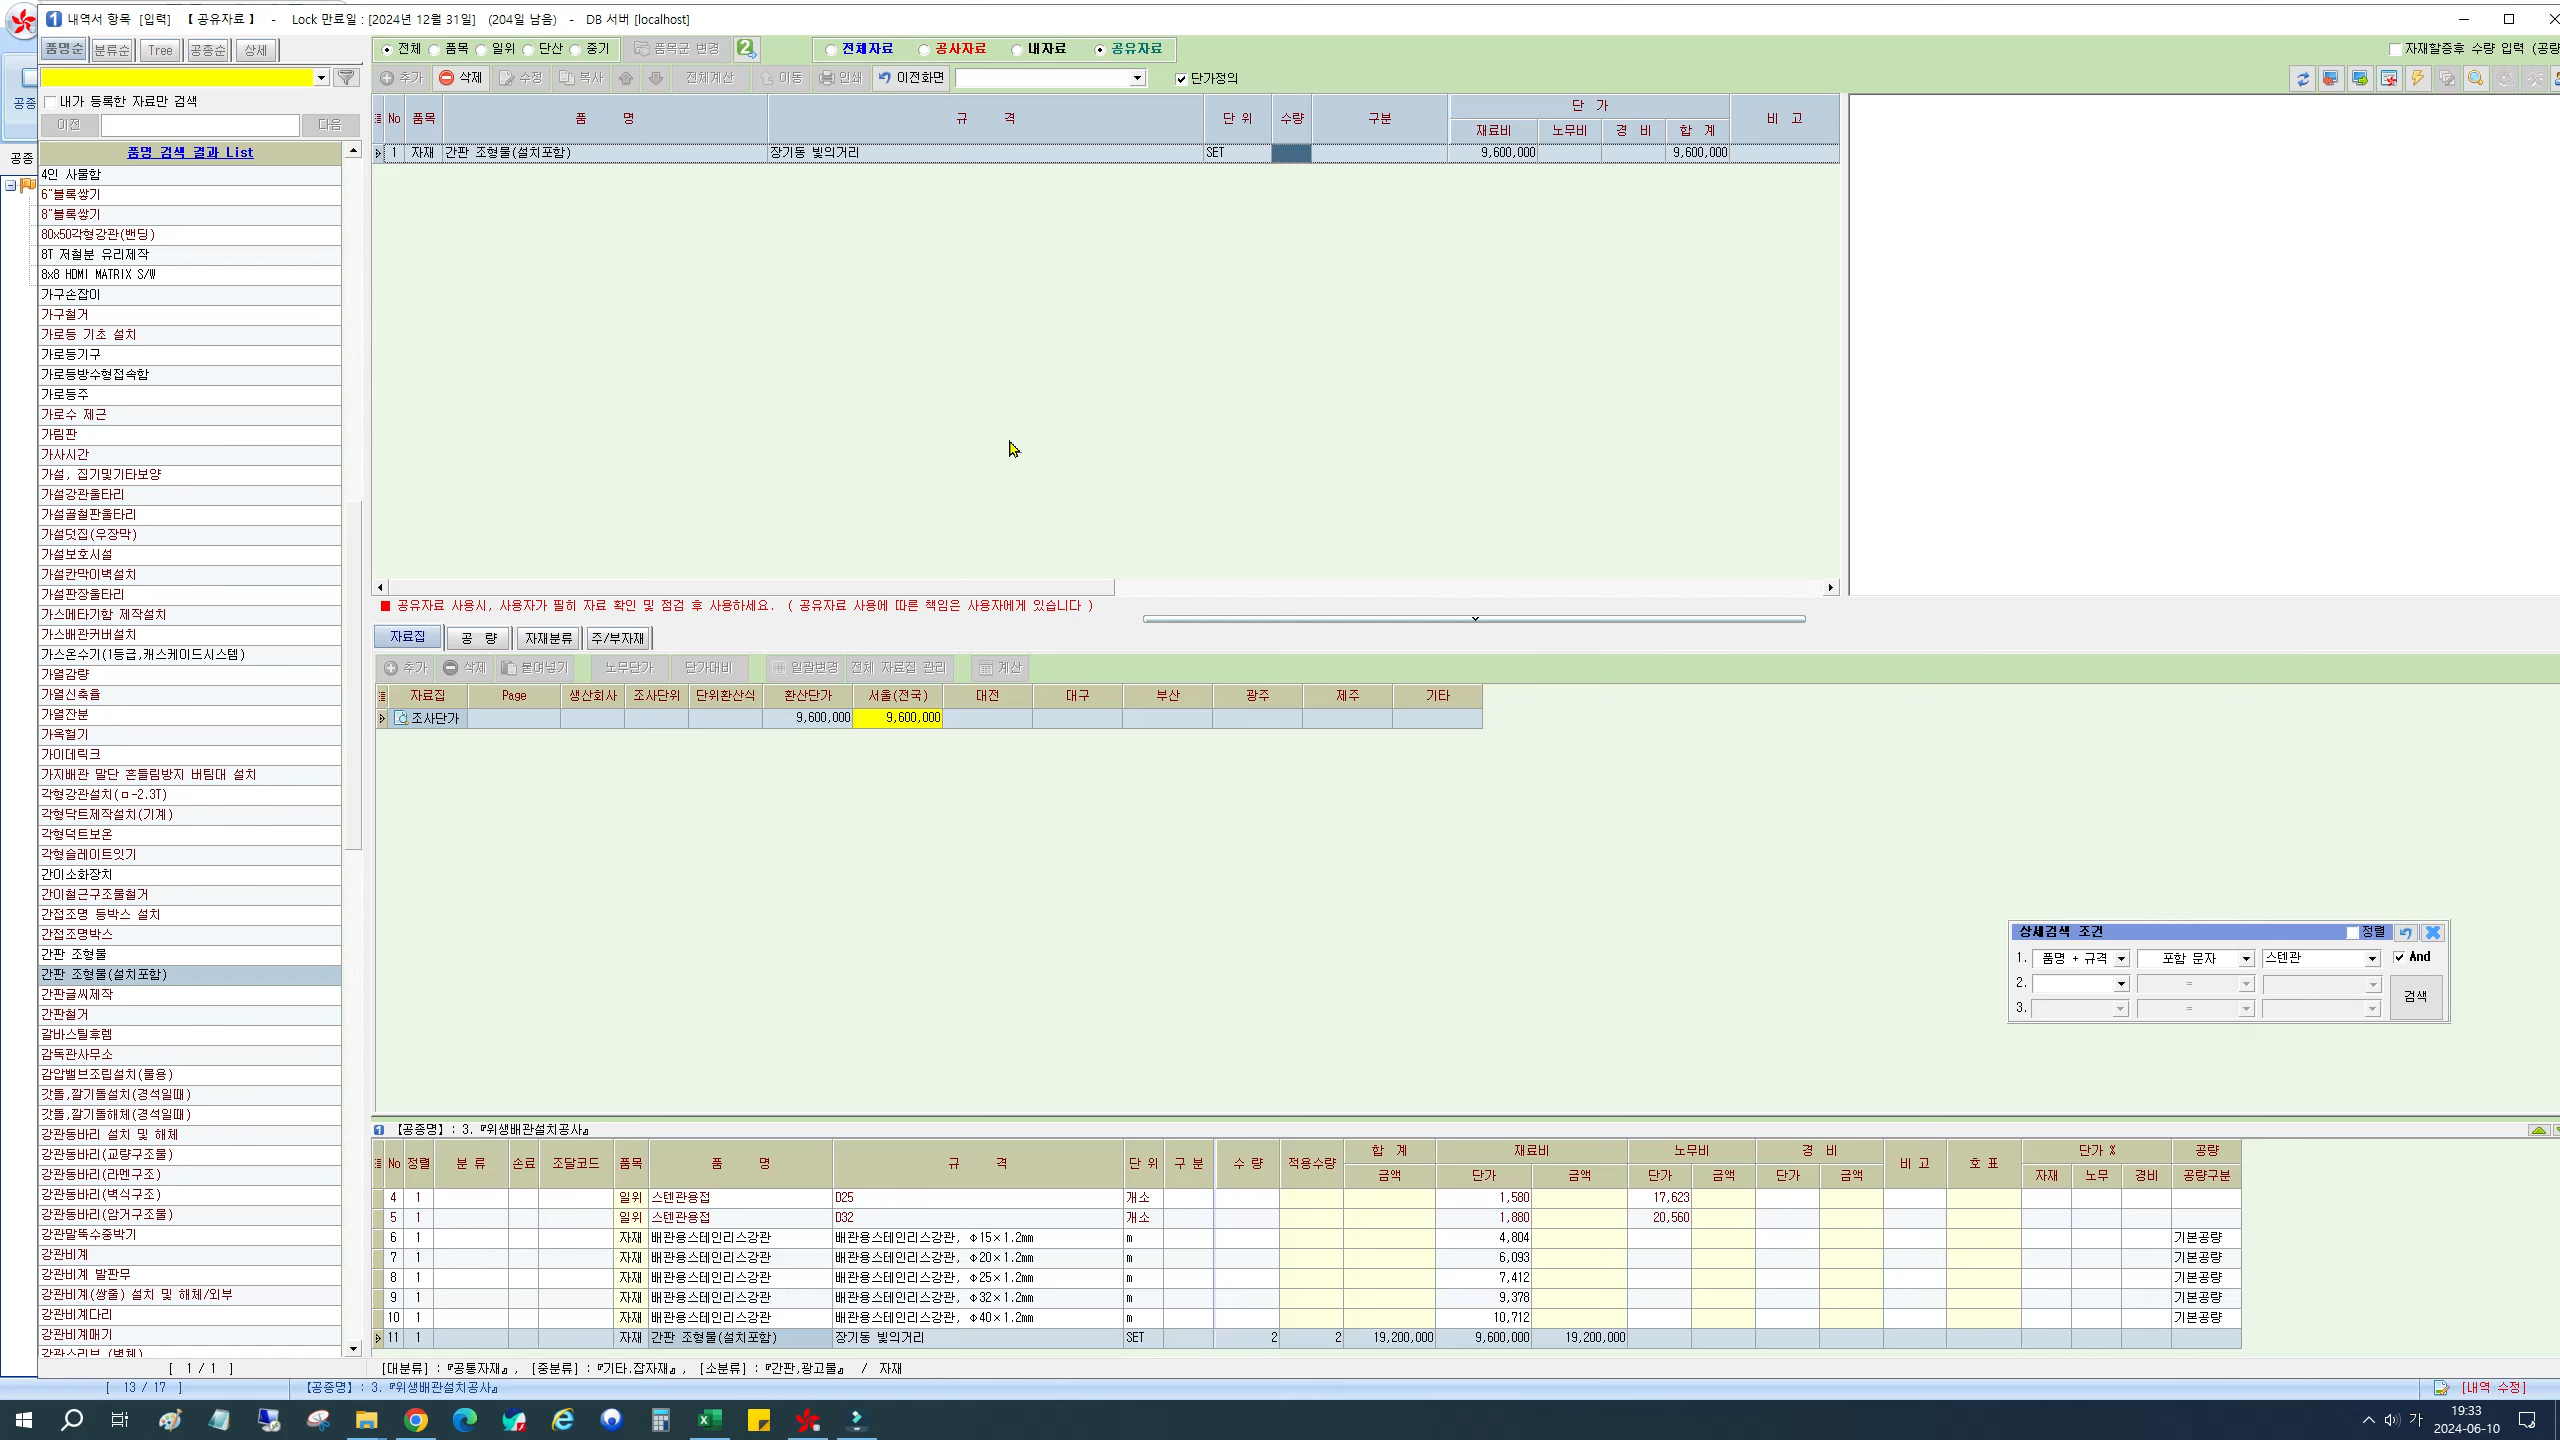 내역서 항목 [입력] 【 공유자료 】 - Lock 만료일 : [2024년 12월 31일] (204일 남음) - DB 서버 [localhost]
품명순 분류순 Tree 공종순 상세
전체 품목 일위 단산 중기 품목군 변경 전체자료 공사자료 내자료 공유자료
추가 삭제 수정 복사 전체계산 이동 인쇄 이전화면 단가정의
내가 등록한 자료만 검색
이전 다음
품명 검색 결과 List
4인 사물함
6"블록쌓기
8"블록쌓기
80x50각형강관(밴딩)
8T 저철분 유리제작
8x8 HDMI MATRIX S/W
가구손잡이
가구철거
가로등 기초 설치
가로등기구
가로등방수형접속함
가로등주
가로수 제근
가림판
가사시간
가설, 집기및기타보양
가설강관울타리
가설골철판울타리
가설덧집(우장막)
가설보호시설
가설칸막이벽설치
가설판장울타리
가스메타기함 제작설치
가스배관커버설치
가스온수기(1등급,캐스케이드시스템)
가열감량
가열신축율
가열잔분
가옥헐기
가이데릭크
가지배관 말단 흔들림방지 버팀대 설치
각형강관설치(ㅁ-2.3T)
각형닥트제작설치(기계)
각형덕트보온
각형슬레이트잇기
간이소화장치
간이철근구조물철거
간접조명 등박스 설치
간접조명박스
간판 조형물
간판 조형물(설치포함)
간판글씨제작
간판철거
갈바스틸후렘
감독관사무소
감압밸브조립설치(물용)
갓돌,깔기돌설치(경석일때)
갓돌,깔기돌해체(경석일때)
강관동바리 설치 및 해체
강관동바리(교량구조물)
강관동바리(라멘구조)
강관동바리(벽식구조)
강관동바리(암거구조물)
강관말뚝수중박기
강관비계
강관비계 발판무
강관비계(쌍줄) 설치 및 해체/외부
강관비계다리
강관비계매기
[ 1 / 1 ]
No 품목 품 명 규 격 단 위 수량 구분 단 가 비 고
재료비 노무비 경 비 합 계
1 자재 간판 조형물(설치포함) 장기동 빛의거리 SET 9,600,000 9,600,000
■ 공유자료 사용시, 사용자가 필히 자료 확인 및 점검 후 사용하세요. ( 공유자료 사용에 따른 책임은 사용자에게 있습니다 )
자료집 공 량 자재분류 주/부자재
추가 삭제 붙여넣기 노무단가 단가대비 일괄변경 전체 자료집 관리 계산
자료집 Page 생산회사 조사단위 단위환산식 환산단가 서울(전국) 대전 대구 부산 광주 제주 기타
조사단가 9,600,000 9,600,000
상세검색 조건 정렬
1. 품명 + 규격 포함 문자 스텐관 And
2. =
3. =
검색
【공종명】 : 3. 『위생배관설치공사』
No 정렬 분 류 손료 조달코드 품목 품 명 규 격 단 위 구 분 수 량 적용수량 합 계 재료비 노무비 경 비 비 고 호 표 단가 % 공량
금액 단가 금액 단가 금액 단가 금액 자재 노무 경비 공량구분
4 1 일위 스텐관용접 D25 개소 1,580 17,623
5 1 일위 스텐관용접 D32 개소 1,880 20,560
6 1 자재 배관용스테인리스강관 배관용스테인리스강관, Φ15×1.2mm m 4,804 기본공량
7 1 자재 배관용스테인리스강관 배관용스테인리스강관, Φ20×1.2mm m 6,093 기본공량
8 1 자재 배관용스테인리스강관 배관용스테인리스강관, Φ25×1.2mm m 7,412 기본공량
9 1 자재 배관용스테인리스강관 배관용스테인리스강관, Φ32×1.2mm m 9,378 기본공량
10 1 자재 배관용스테인리스강관 배관용스테인리스강관, Φ40×1.2mm m 10,712 기본공량
11 1 자재 간판 조형물(설치포함) 장기동 빛의거리 SET 2 2 19,200,000 9,600,000 19,200,000
[대분류] : 『공통자재』, [중분류] : 『기타.잡자재』, [소분류] : 『간판,광고물』 / 자재
[ 13 / 17 ] 【공종명】 : 3. 『위생배관설치공사』 [내역 수정]
가 19:33
2024-06-10